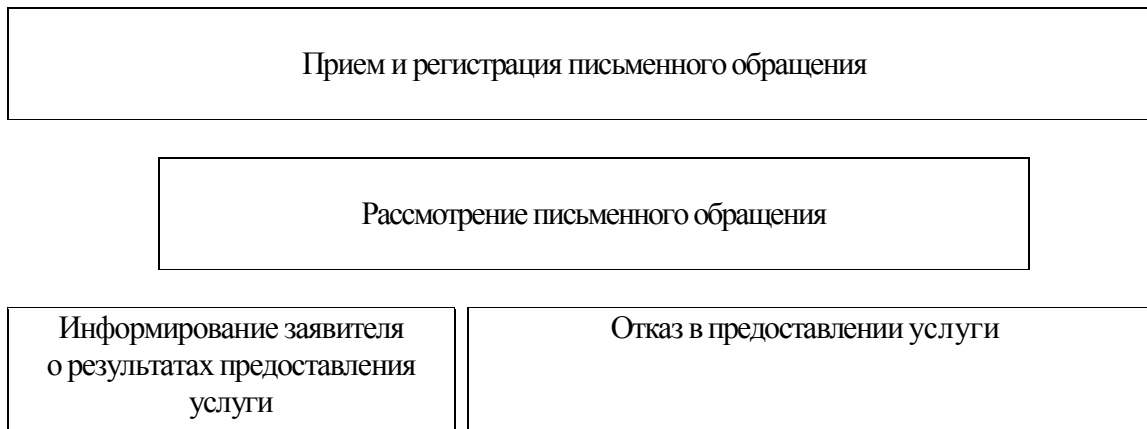 Прием и регистрация письменного обращения
Рассмотрение письменного обращения
Информирование заявителя
о результатах предоставления
услуги
Отказ в предоставлении услуги